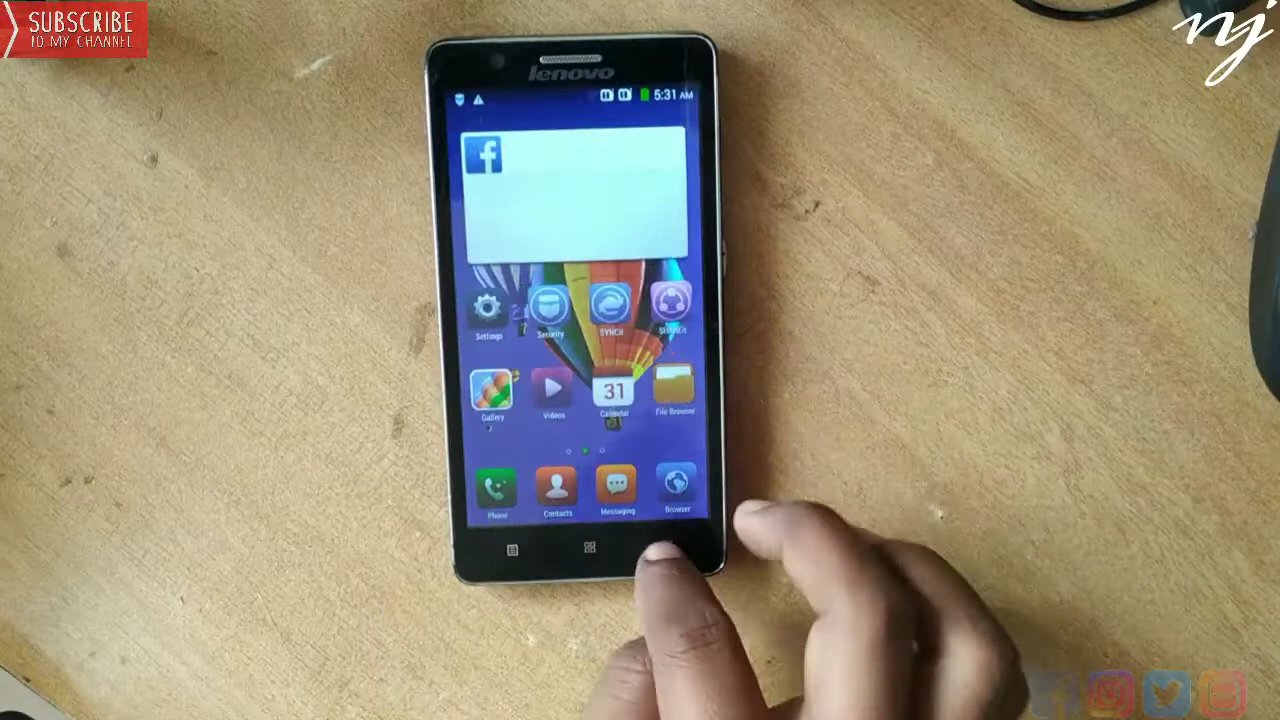 SUBSCRIBE
TO MY CHANNEL
nj
lenovo
5:31 AM
f
Settings
Security
SYNCit
SHAREit
31
Gallery
Videos
Calendar
File Browser
Phone
Contacts
Messaging
Browser